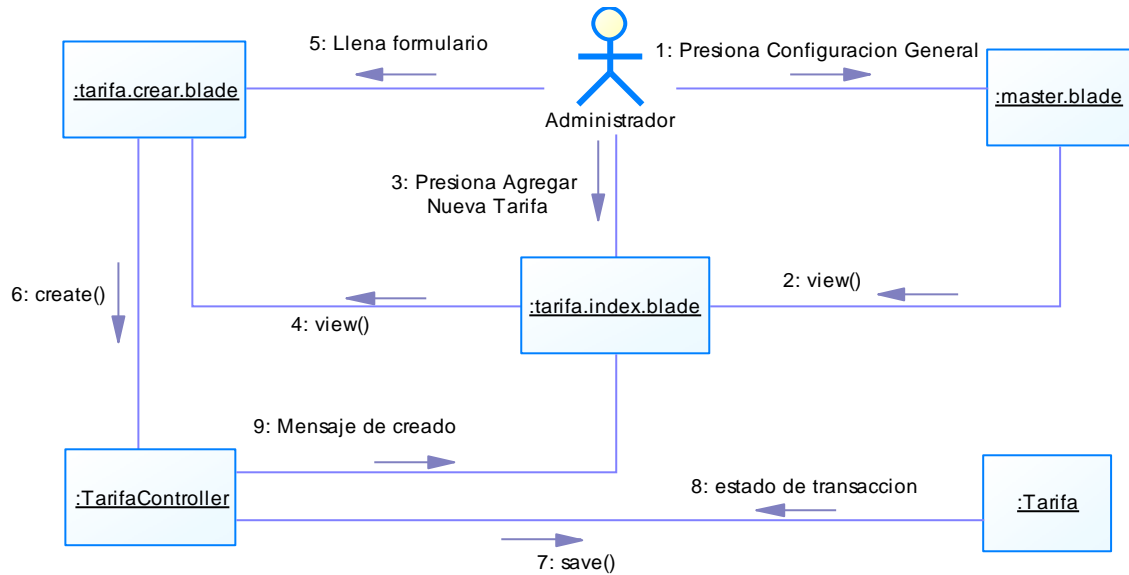 5: Llena formulario
1: Presiona Configuracion General
:tarifa.crear.blade
:master.blade
Administrador
3: Presiona Agregar
Nueva Tarifa
6: create()
2: view()
:tarifa.index.blade
4: view()
9: Mensaje de creado
:TarifaController
8: estado de transaccion
:Tarifa
7: save()